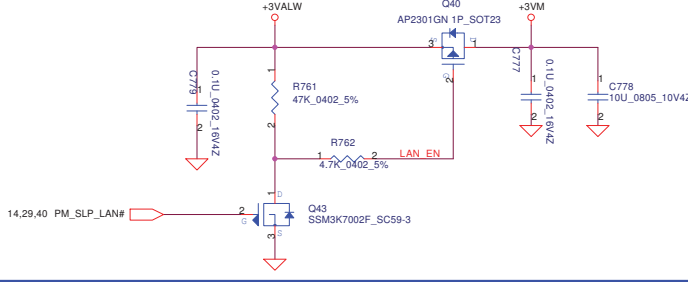 Q40
+3VALW
+3VM
AP2301GN 1P_SOT23
3
S
D
1
G
2
1
C779
0.1U_0402_16V4Z
2
1
R761
47K_0402_5%
2
C777
1
0.1U_0402_16V4Z
2
1
C778
10U_0805_10V4Z
2
R762
1
2
LAN_EN
4.7K_0402_5%
1
D
14,29,40 PM_SLP_LAN#
2
G
Q43
SSM3K7002F_SC59-3
3
S